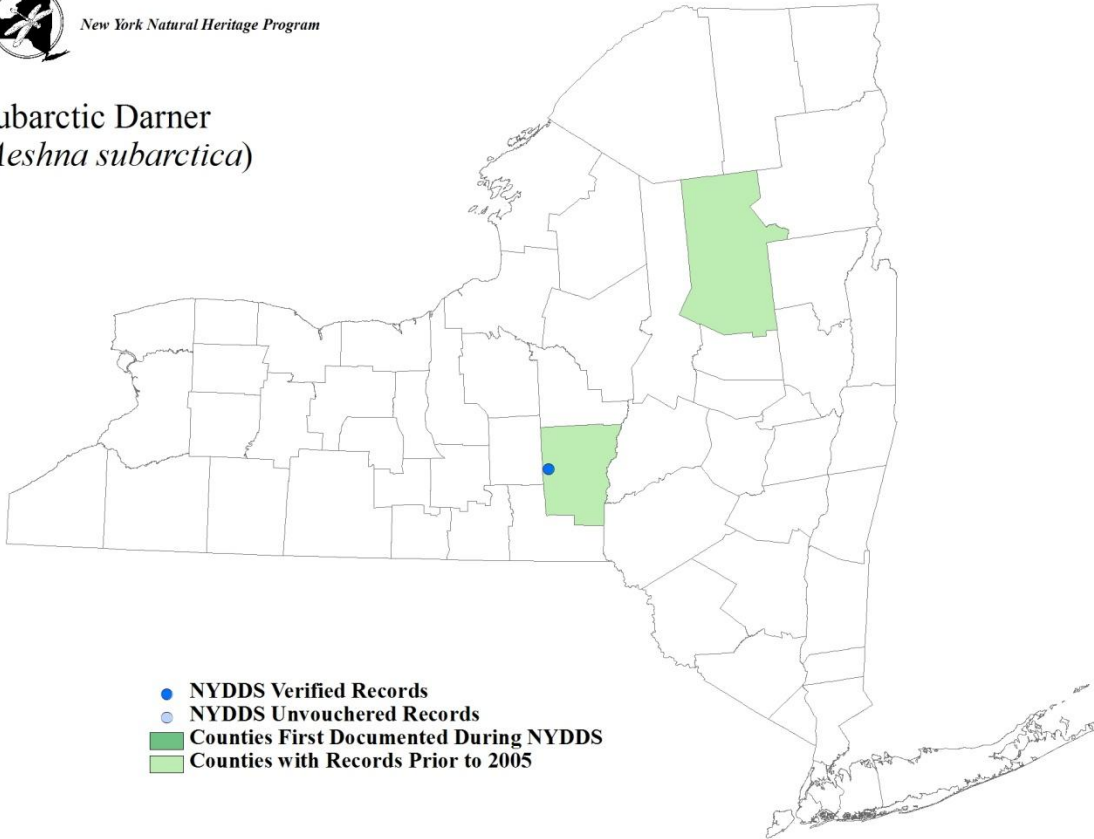 New York Natural Heritage Program
ubarctic Darner
eshna subarctica)
NYDDS Verified Records
NYDDS Unvouchered Records
Counties First Documented During NYDDS
Counties with Records Prior to 2005